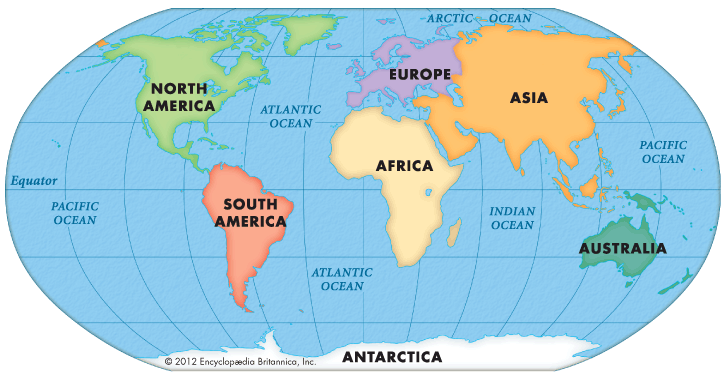 ARCTIC OCEAN
EUROPE
NORTH
AMERICA
ASIA
ATLANTIC
OCEAN
PACIFIC
OCEAN
AFRICA
Equator
PACIFIC
OCEAN
SOUTH
AMERICA
INDIAN
OCEAN
AUSTRALIA
ATLANTIC
OCEAN
ANTARCTICA
© 2012 Encyclopædia Britannica, Inc.